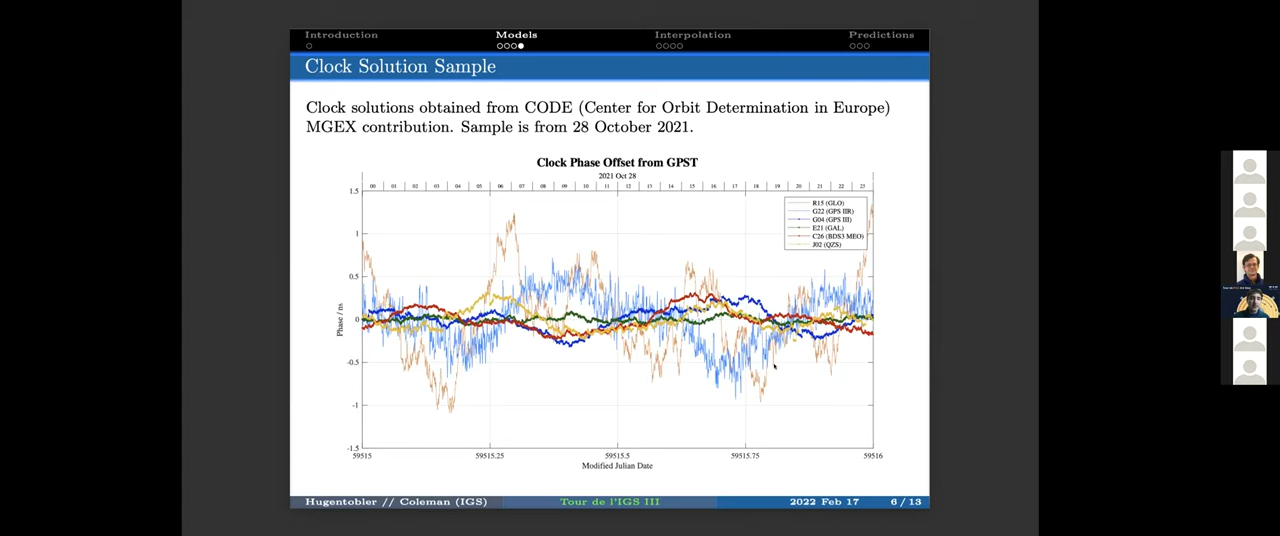 Introduction Models Interpolation Predictions
Clock Solution Sample
Clock solutions obtained from CODE (Center for Orbit Determination in Europe)
MGEX contribution. Sample is from 28 October 2021.
Clock Phase Offset from GPST
2021 Oct 28
00 01 02 03 04 05 06 07 08 09 10 11 12 13 14 15 16 17 18 19 20 21 22 23
1.5
1
0.5
0
-0.5
-1
-1.5
Phase / ns
R15 (GLO)
G22 (GPS IIR)
G04 (GPS III)
E21 (GAL)
C26 (BDS3 MEO)
J02 (QZS)
59515 59515.25 59515.5 59515.75 59516
Modified Julian Date
Hugentobler // Coleman (IGS) Tour de l'IGS III 2022 Feb 17 6 / 13